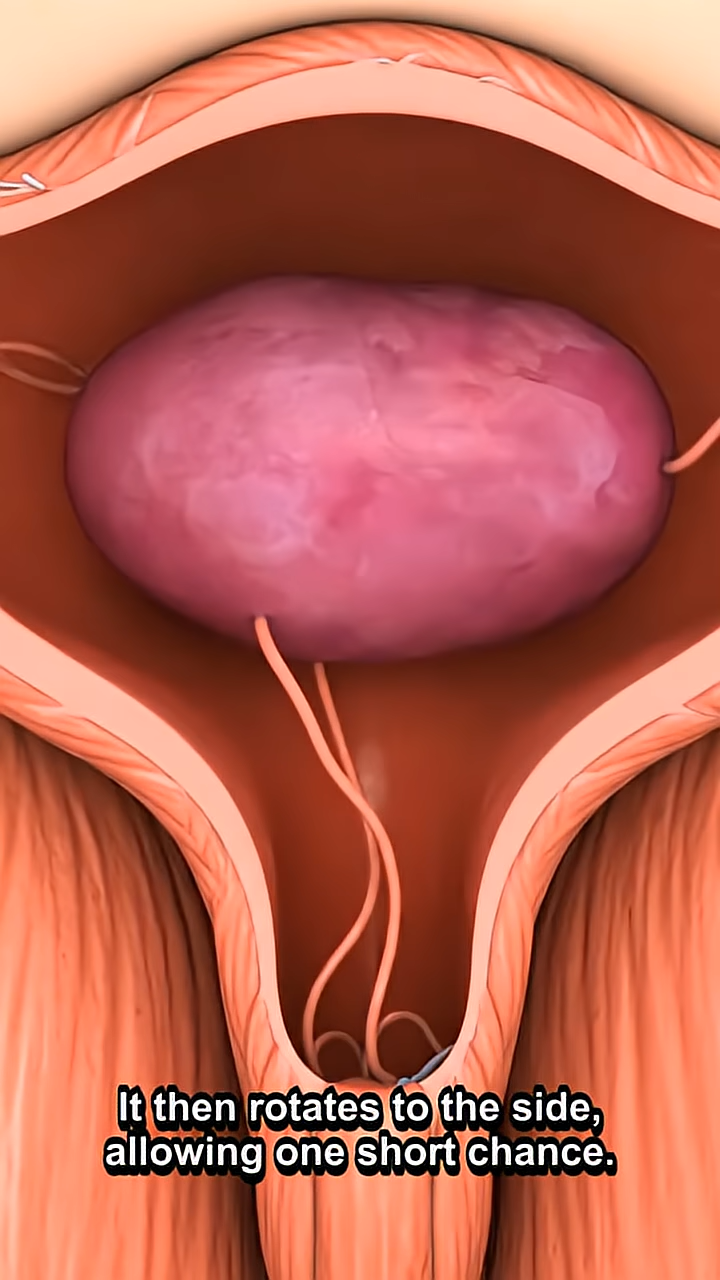 It then rotates to the side,
allowing one short chance.